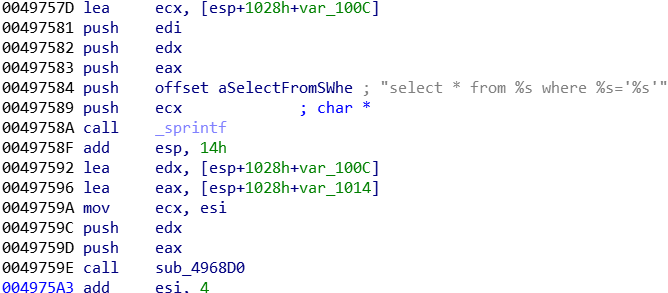 0049757D lea     ecx, [esp+1028h+var_100C]
00497581 push    edi
00497582 push    edx
00497583 push    eax
00497584 push    offset aSelectFromSWhe ; "select * from %s where %s='%s'"
00497589 push    ecx             ; char *
0049758A call    _sprintf
0049758F add     esp, 14h
00497592 lea     edx, [esp+1028h+var_100C]
00497596 lea     eax, [esp+1028h+var_1014]
0049759A mov     ecx, esi
0049759C push    edx
0049759D push    eax
0049759E call    sub_4968D0
004975A3 add     esi, 4